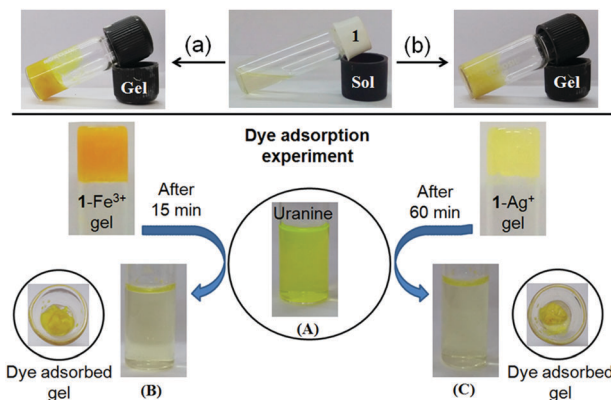 (a)
1
(b)
Gel
Sol
Gel
Dye adsorption
experiment
1-Fe³⁺
gel
After
15 min
Uranine
After
60 min
1-Ag⁺
gel
(A)
Dye adsorbed
gel
(B)
(C)
Dye adsorbed
gel